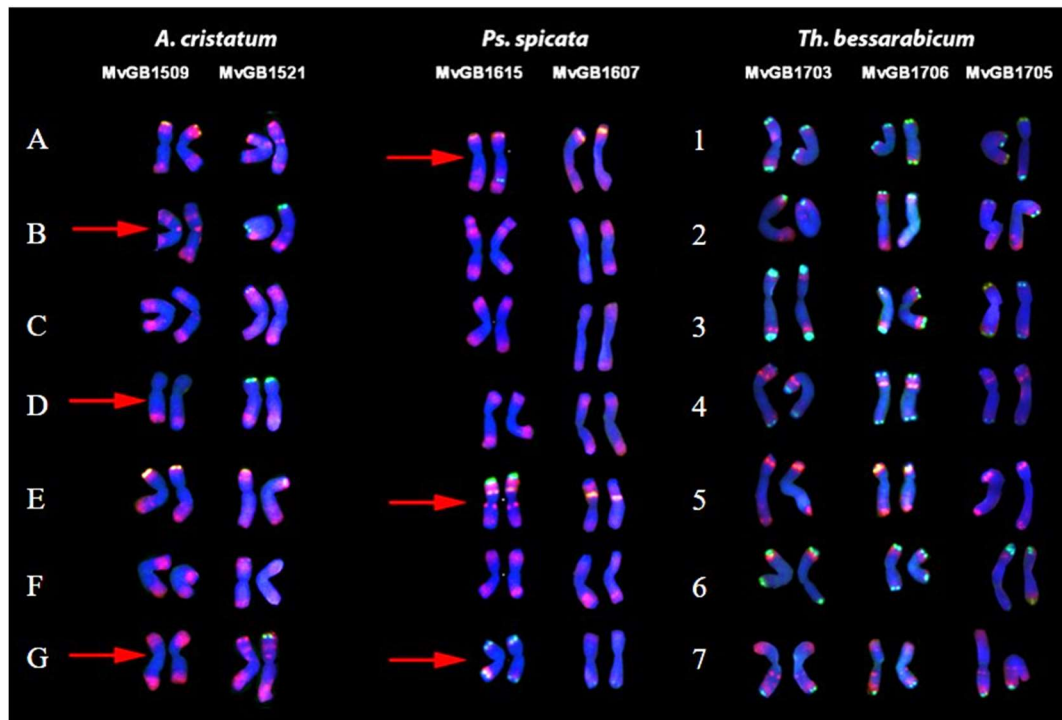 A. cristatum Ps. spicata Th. bessarabicum
MvGB1509 MvGB1521 MvGB1615 MvGB1607 MvGB1703 MvGB1706 MvGB1705
A 1
B 2
C 3
D 4
E 5
F 6
G 7